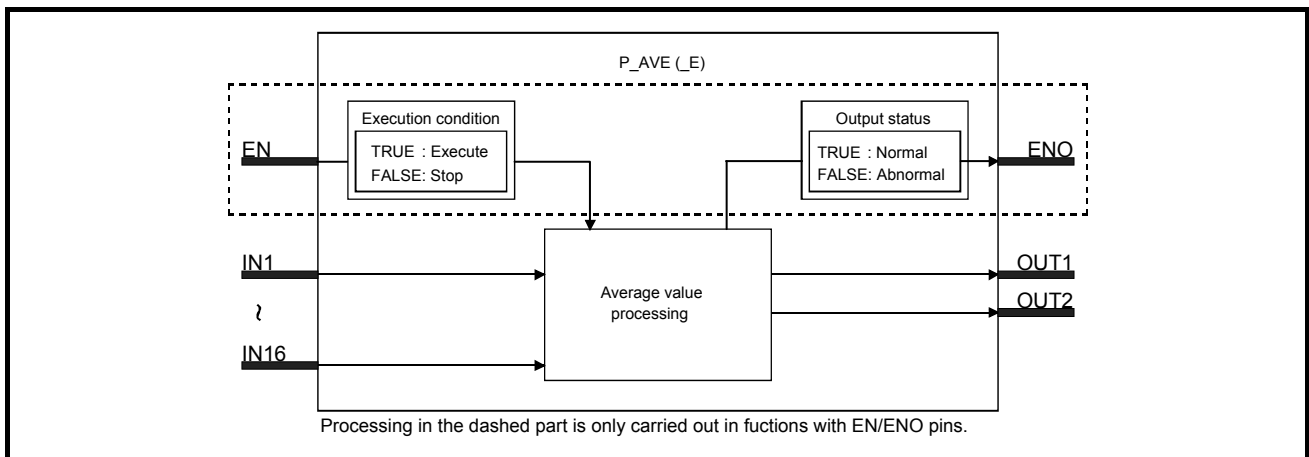 P_AVE (_E)
Execution condition
Output status
EN
TRUE : Execute
FALSE: Stop
TRUE : Normal
FALSE: Abnormal
ENO
IN1
~
IN16
Average value
processing
OUT1
OUT2
Processing in the dashed part is only carried out in fuctions with EN/ENO pins.